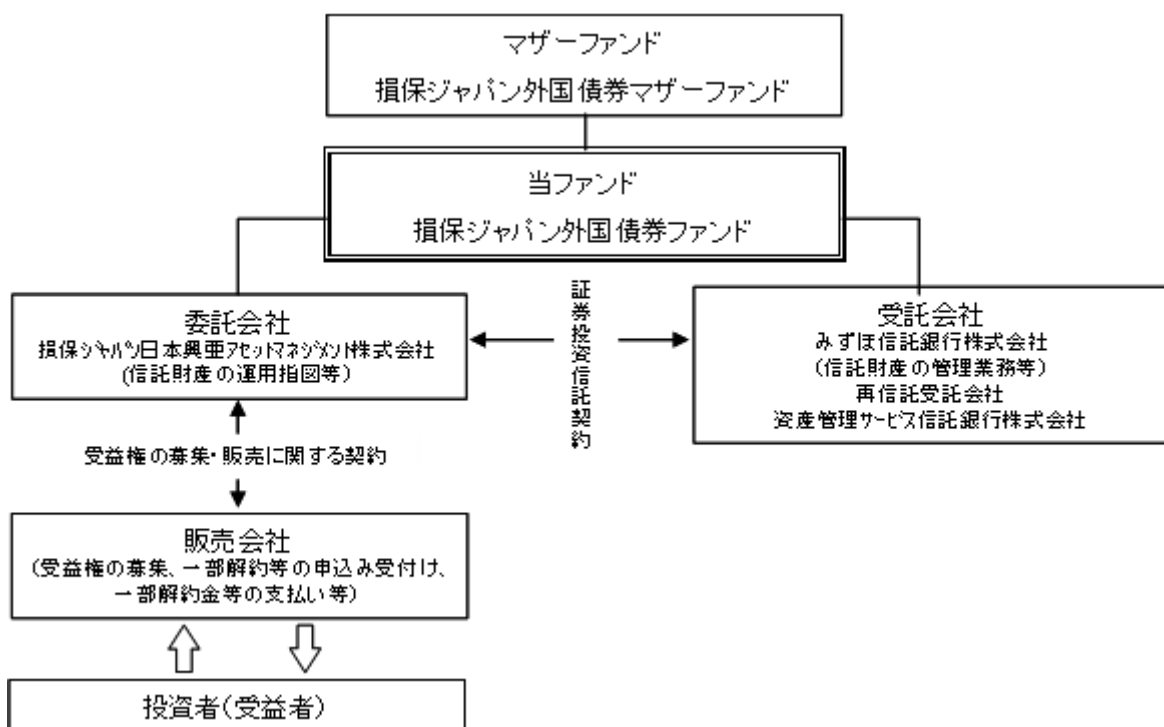 マザーファンド
損保ジャパン外国債券マザーファンド
当ファンド
損保ジャパン外国債券ファンド
委託会社
損保ｼﾞｬﾊﾟﾝ日本興亜ｱｾｯﾄﾏﾈｼﾞﾒﾝﾄ株式会社
(信託財産の運用指図等)
証券投資信託契約
受託会社
みずほ信託銀行株式会社
(信託財産の管理業務等)
再信託受託会社
資産管理サービス信託銀行株式会社
受益権の募集・販売に関する契約
販売会社
(受益権の募集、一部解約等の申込み受付け、
一部解約金等の支払い等)
投資者(受益者)